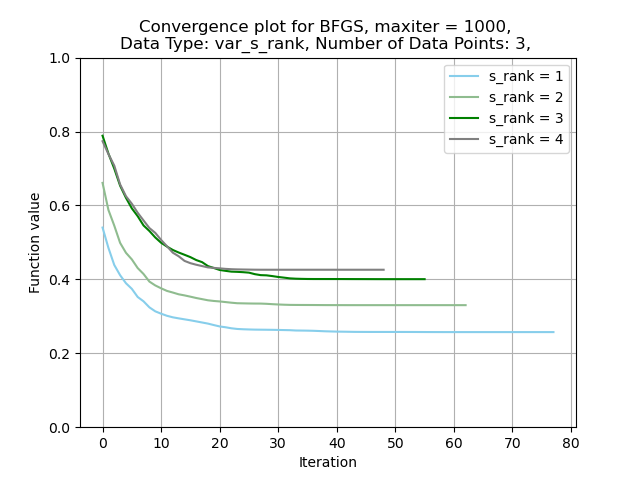 Convergence plot for BFGS, maxiter = 1000,
Data Type: var_s_rank, Number of Data Points: 3,
1.0
0.8
0.6
0.4
0.2
0.0
Function value
s_rank = 1
s_rank = 2
s_rank = 3
s_rank = 4
0 10 20 30 40 50 60 70 80
Iteration